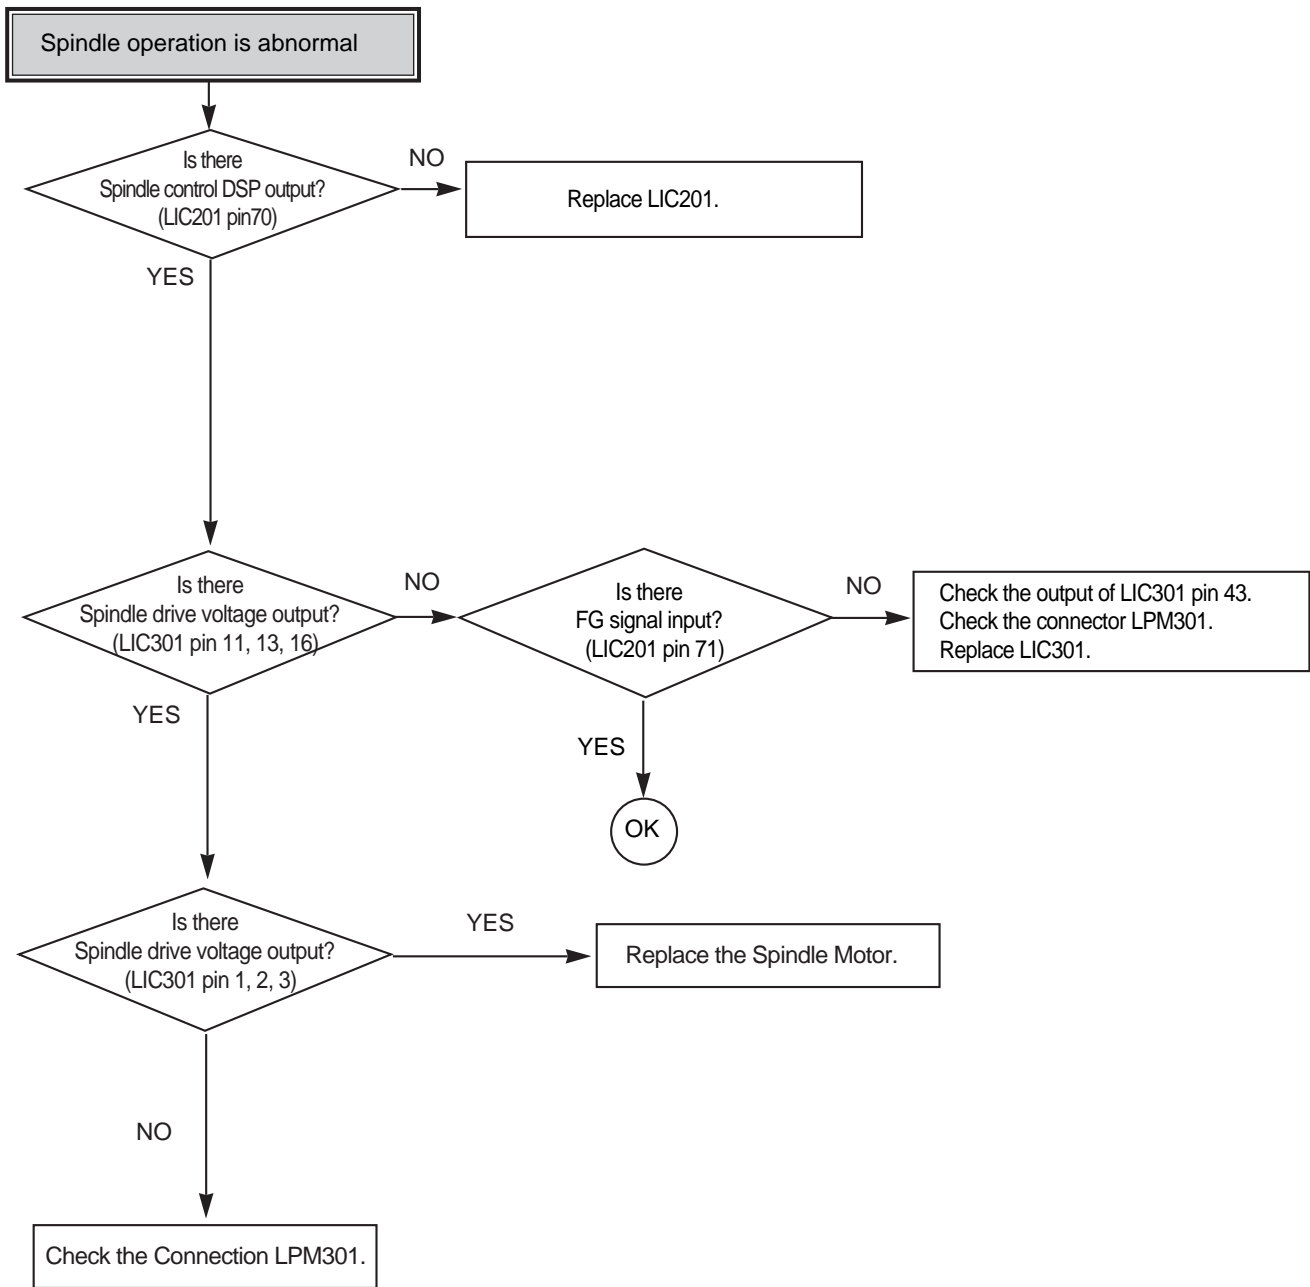 Spindle operation is abnormal
Is there
Spindle control DSP output?
(LIC201 pin70)
NO
Replace LIC201.
YES
Is there
Spindle drive voltage output?
(LIC301 pin 11, 13, 16)
NO
Is there
FG signal input?
(LIC201 pin 71)
NO
Check the output of LIC301 pin 43.
Check the connector LPM301.
Replace LIC301.
YES
YES
OK
Is there
Spindle drive voltage output?
(LIC301 pin 1, 2, 3)
YES
Replace the Spindle Motor.
NO
Check the Connection LPM301.